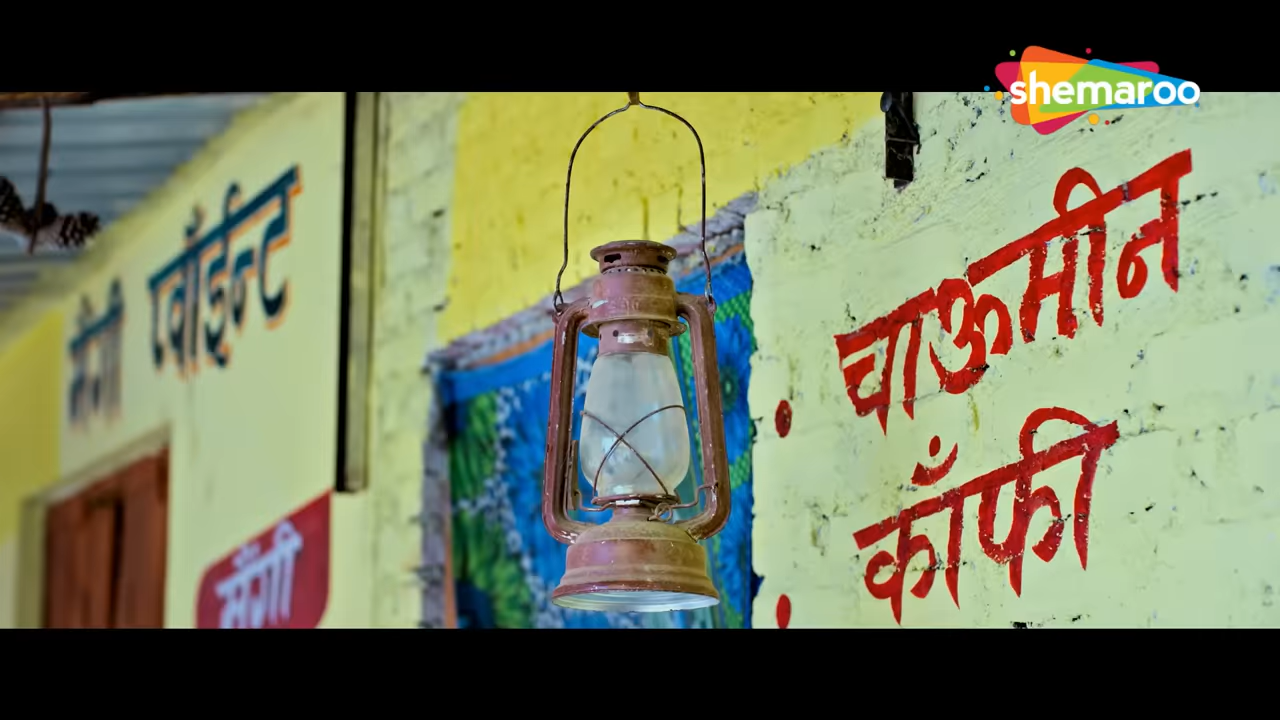 shemaroo
मैगी प्वॉईन्ट
चाऊमीन
काँफी
मैगी